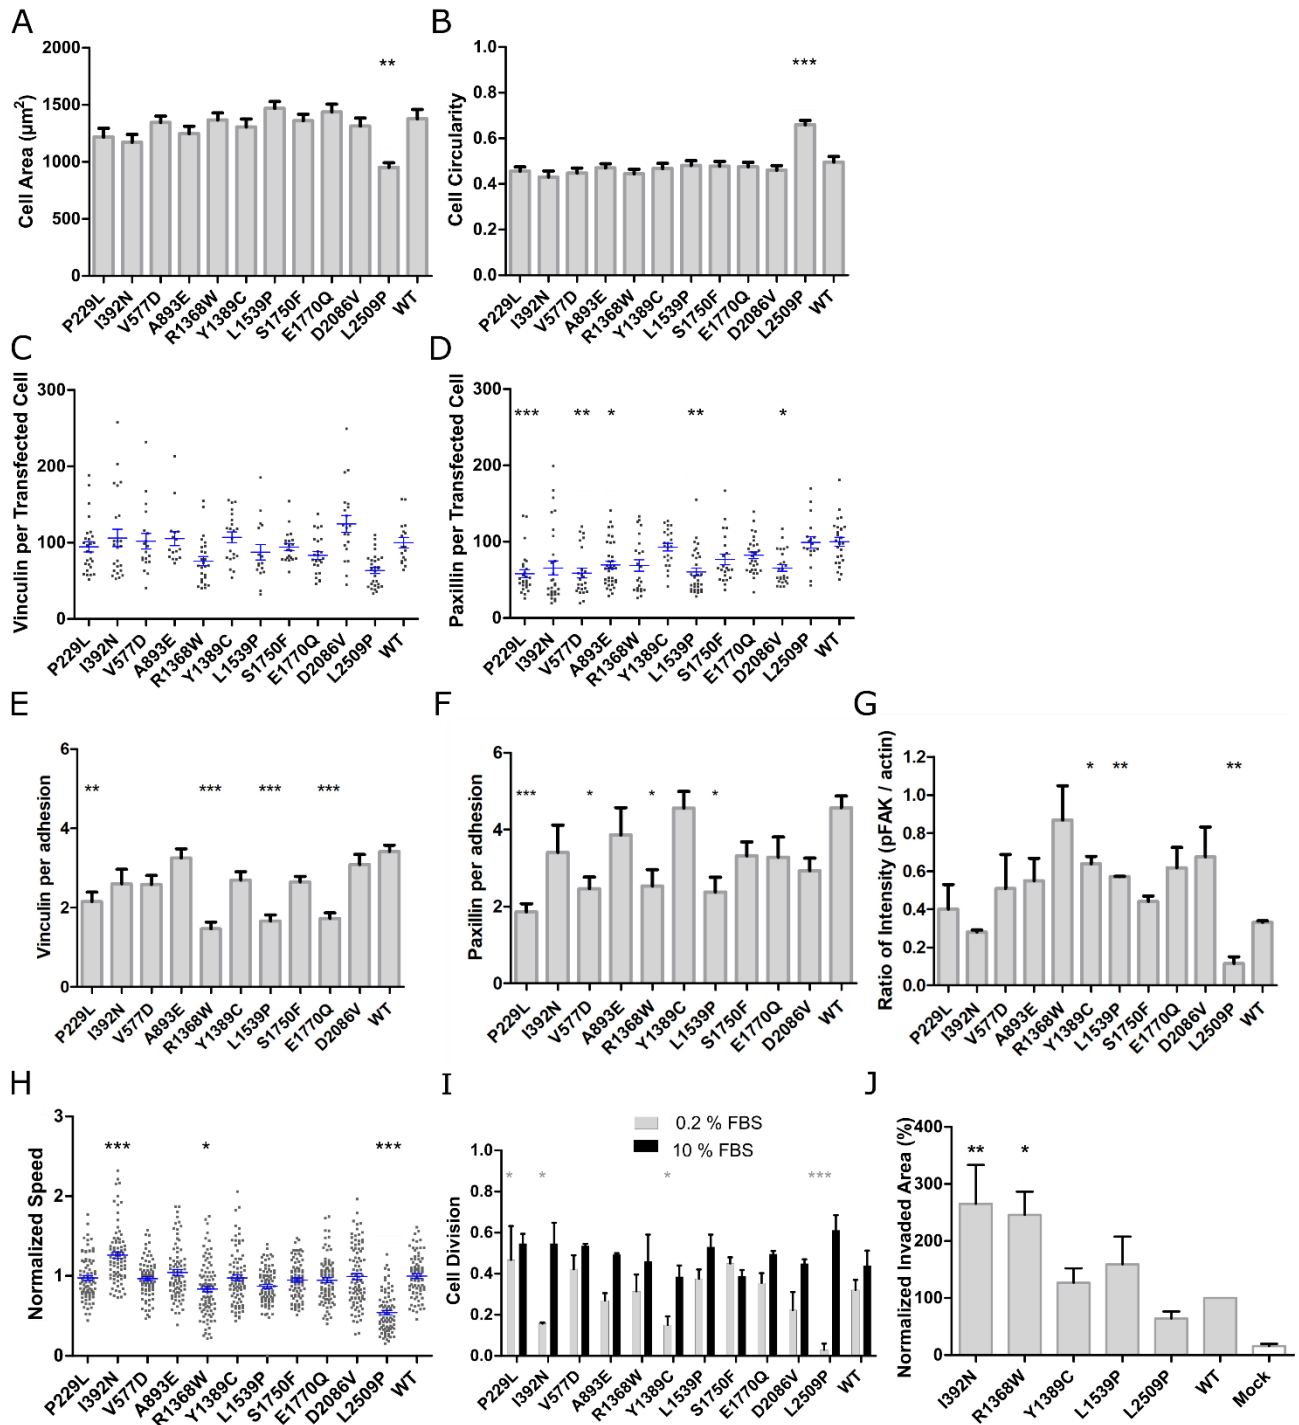 A
Cell Area (µm²)
2000
1500
1000
500
0
**
P229L
I392N
V577D
A893E
R1368W
Y1389C
L1539P
S1750F
E1770Q
D2086V
L2509P
WT
B
Cell Circularity
1.0
0.8
0.6
0.4
0.2
0.0
***
P229L
I392N
V577D
A893E
R1368W
Y1389C
L1539P
S1750F
E1770Q
D2086V
L2509P
WT
C
Vinculin per Transfected Cell
300
200
100
0
P229L
I392N
V577D
A893E
R1368W
Y1389C
L1539P
S1750F
E1770Q
D2086V
L2509P
WT
D
Paxillin per Transfected Cell
300
200
100
0
*** ** * ** *
P229L
I392N
V577D
A893E
R1368W
Y1389C
L1539P
S1750F
E1770Q
D2086V
L2509P
WT
E
Vinculin per adhesion
6
4
2
0
** *** *** ***
P229L
I392N
V577D
A893E
R1368W
Y1389C
L1539P
S1750F
E1770Q
D2086V
WT
F
Paxillin per adhesion
6
4
2
0
*** * * *
P229L
I392N
V577D
A893E
R1368W
Y1389C
L1539P
S1750F
E1770Q
D2086V
WT
G
Ratio of Intensity (pFAK / actin)
1.2
1.0
0.8
0.6
0.4
0.2
0.0
* ** **
P229L
I392N
V577D
A893E
R1368W
Y1389C
L1539P
S1750F
E1770Q
D2086V
L2509P
WT
H
Normalized Speed
3
2
1
0
*** * ***
P229L
I392N
V577D
A893E
R1368W
Y1389C
L1539P
S1750F
E1770Q
D2086V
L2509P
WT
I
0.2 % FBS
10 % FBS
Cell Division
1.0
0.8
0.6
0.4
0.2
0.0
* * * ***
P229L
I392N
V577D
A893E
R1368W
Y1389C
L1539P
S1750F
E1770Q
D2086V
L2509P
WT
J
Normalized Invaded Area (%)
400
300
200
100
0
** *
I392N
R1368W
Y1389C
L1539P
L2509P
WT
Mock